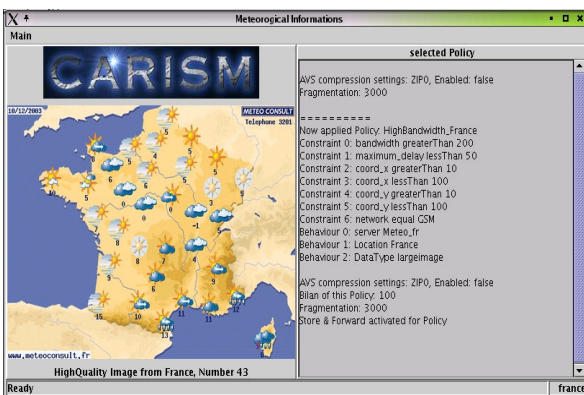 Meteorogical Informations
Main
CARISM
10/12/2003
METEO CONSULT
Telephone 3201
www.meteoconsult.fr
HighQuality Image from France, Number 43
selected Policy
AVS compression settings: ZIP0, Enabled: false
Fragmentation: 3000
==========
Now applied Policy: HighBandwidth_France
Constraint 0: bandwidth greaterThan 200
Constraint 1: maximum_delay lessThan 50
Constraint 2: coord_x greaterThan 10
Constraint 3: coord_x lessThan 100
Constraint 4: coord_y greaterThan 10
Constraint 5: coord_y lessThan 100
Constraint 6: network equal GSM
Behaviour 0: server Meteo_fr
Behaviour 1: Location France
Behaviour 2: DataType largeimage
AVS compression settings: ZIP0, Enabled: false
Bilan of this Policy: 100
Fragmentation: 3000
Store & Forward activated for Policy
Ready
france